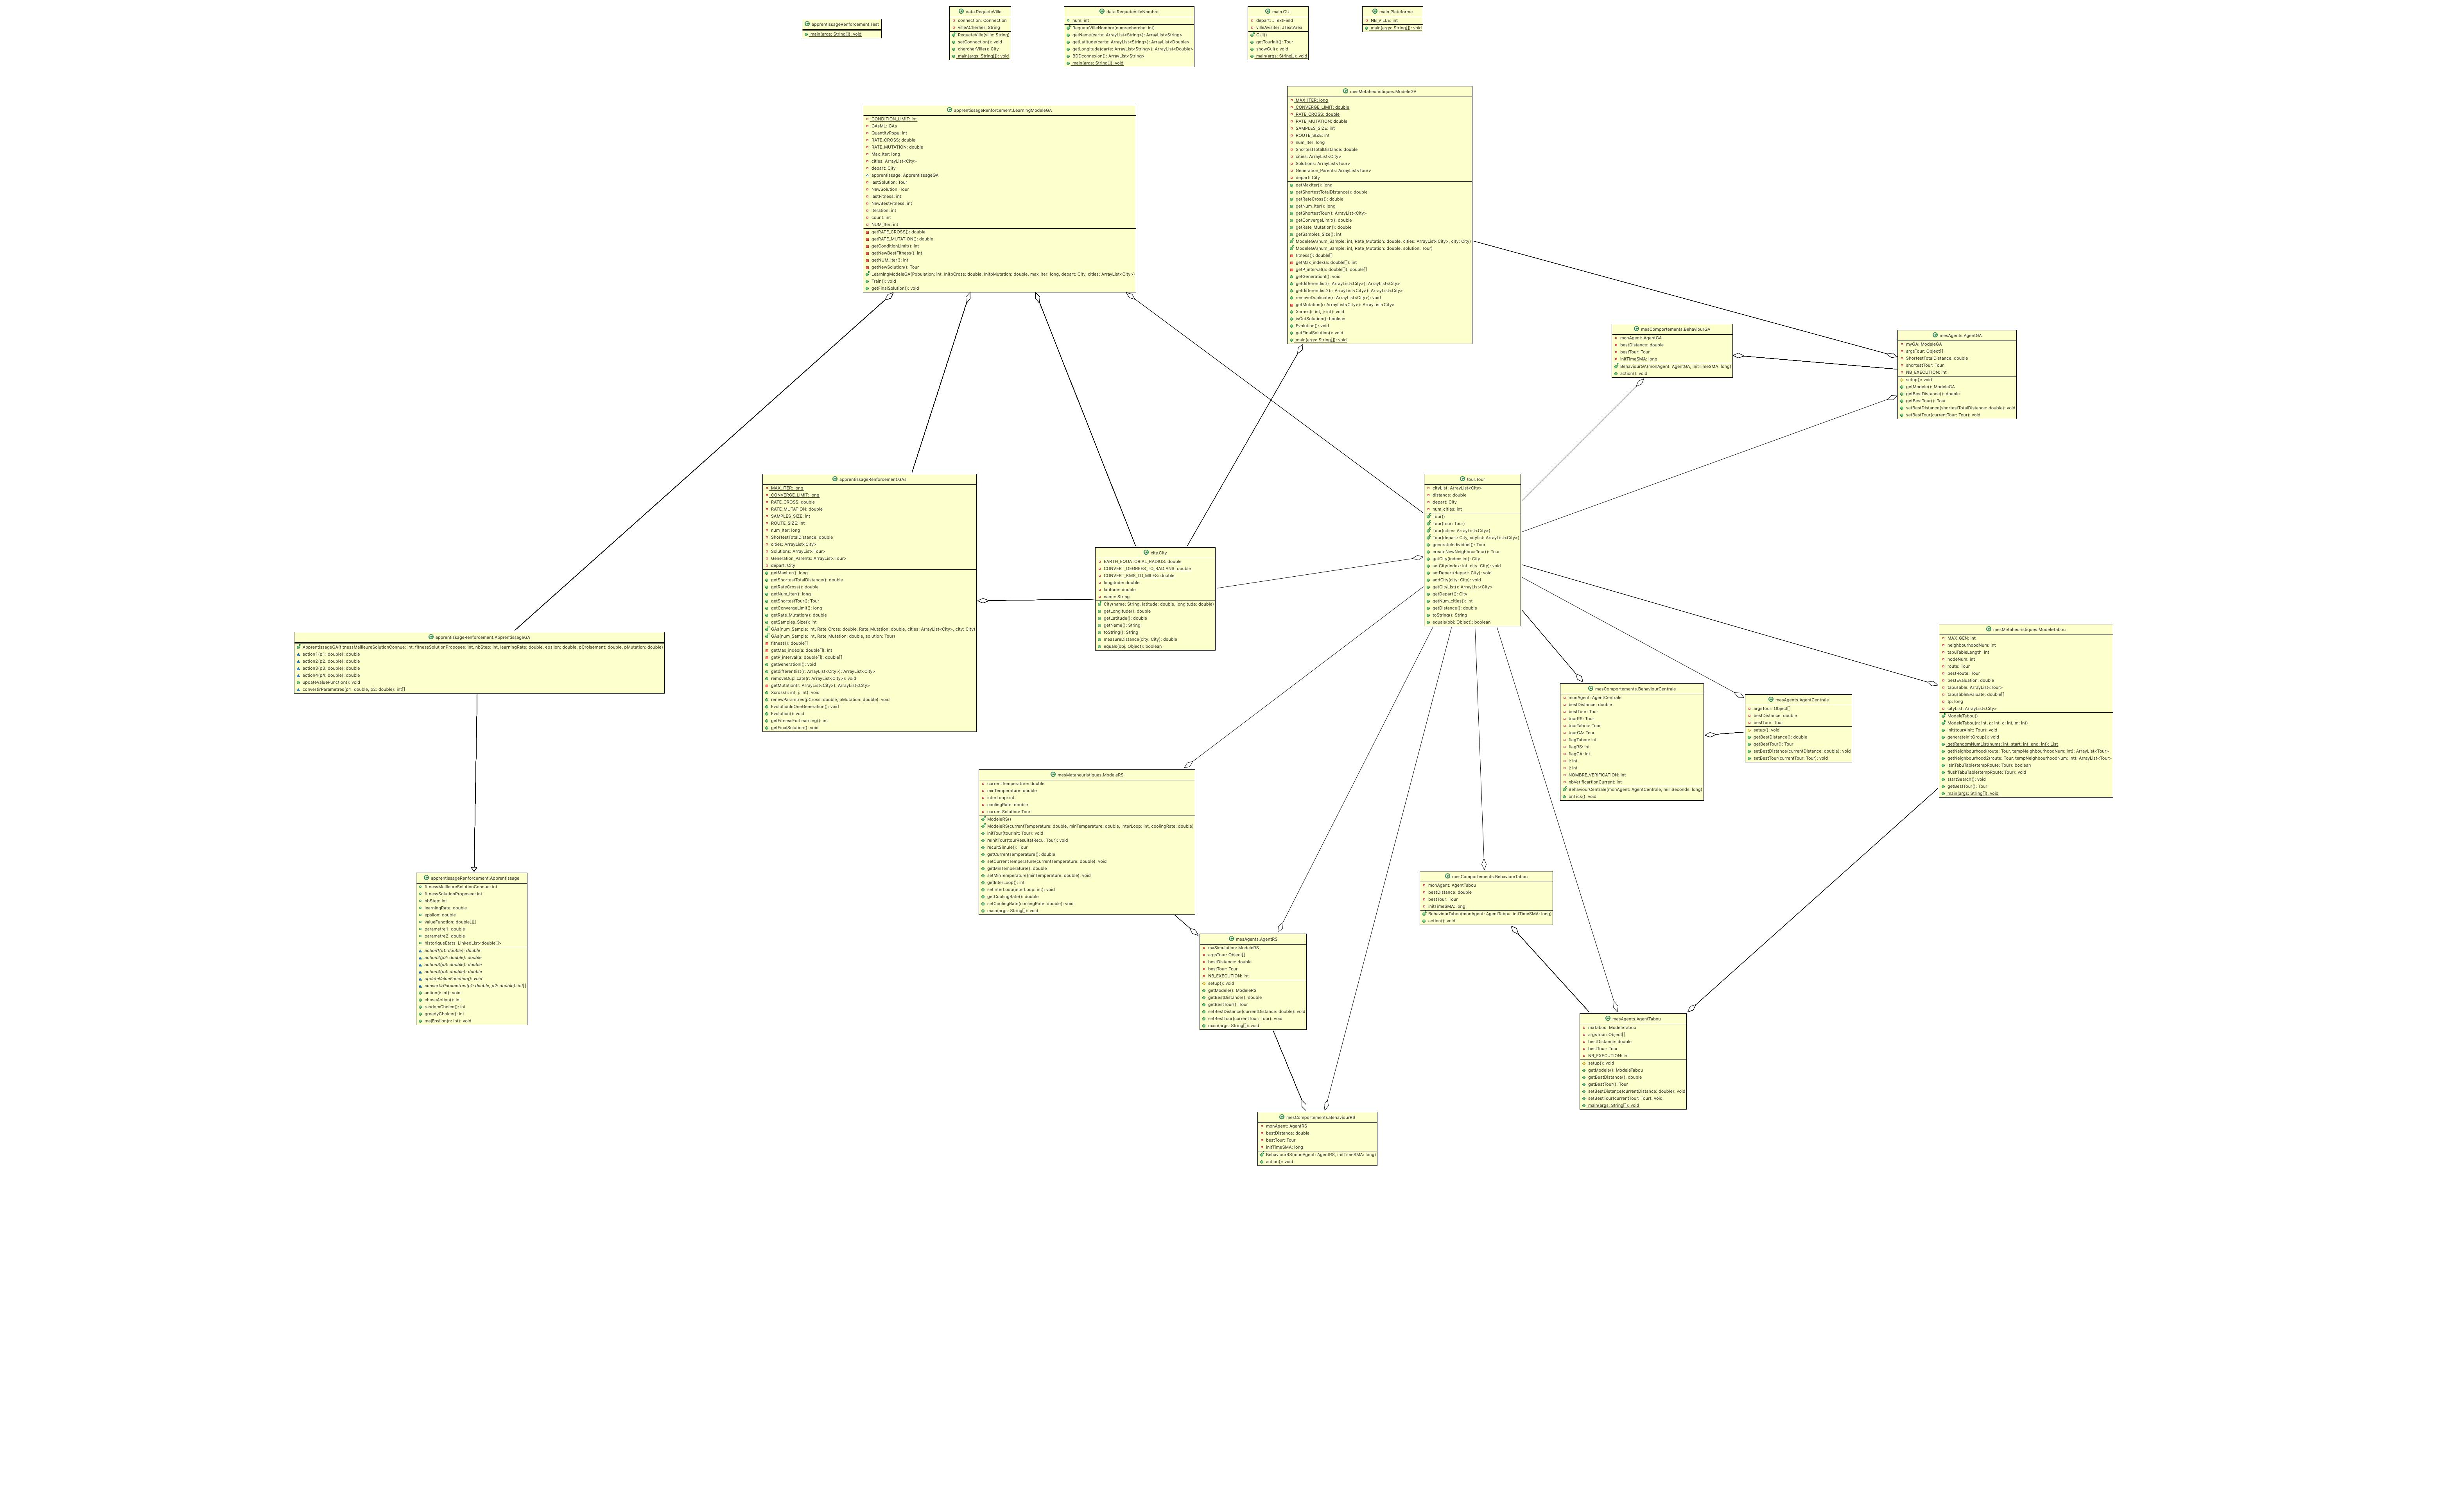 apprentissageRenforcement.Test
main(args: String[]): void
data.RequeteVille
connection: Connection
villeAChertier: String
RequeteVille(ville: String)
setConnection(): void
chercherVille(): City
main(args: String[]): void
data.RequeteVilleNombre
num: int
RequeteVilleNombre(numrecherche: int)
getName(carte: ArrayList<String>): ArrayList<String>
getLatitude(carte: ArrayList<String>): ArrayList<Double>
getLongitude(carte: ArrayList<String>): ArrayList<Double>
BDDconnexion(): ArrayList<String>
main(args: String[]): void
main.GUI
depart: JTextField
villeAvisiter: JTextArea
GUI()
getTourInit(): Tour
showGui(): void
main(args: String[]): void
main.Plateforme
NB_VILLE: int
main(args: String[]): void
apprentissageRenforcement.LearningModeleGA
CONDITION_LIMIT: int
GAsML: GAs
QuantityPopu: int
RATE_CROSS: double
RATE_MUTATION: double
Max_iter: long
cities: ArrayList<City>
depart: City
apprentissage: ApprentissageGA
lastSolution: Tour
NewSolution: Tour
lastFitness: int
NewBestFitness: int
iteration: int
count: int
NUM_iter: int
getRATE_CROSS(): double
getRATE_MUTATION(): double
getConditionLimit(): int
getNewBestFitness(): int
getNUM_iter(): int
getNewSolution(): Tour
LearningModeleGA(Population: int, InitpCross: double, InitpMutation: double, max_iter: long, depart: City, cities: ArrayList<City>)
Train(): void
getFinalSolution(): void
mesMetaheuristiques.ModeleGA
MAX_ITER: long
CONVERGE_LIMIT: double
RATE_CROSS: double
RATE_MUTATION: double
SAMPLES_SIZE: int
ROUTE_SIZE: int
num_iter: long
ShortestTotalDistance: double
cities: ArrayList<City>
Solutions: ArrayList<Tour>
Generation_Parents: ArrayList<Tour>
depart: City
getMaxIter(): long
getShortestTotalDistance(): double
getRateCross(): double
getNum_iter(): long
getShortestTour(): ArrayList<City>
getConvergeLimit(): double
getRate_Mutation(): double
getSamples_Size(): int
ModeleGA(num_Sample: int, Rate_Mutation: double, cities: ArrayList<City>, city: City)
ModeleGA(num_Sample: int, Rate_Mutation: double, solution: Tour)
fitness(): double[]
getMax_index(a: double[]): int
getP_interval(a: double[]): double[]
getGeneration(): void
getdifferentlist(r: ArrayList<City>): ArrayList<City>
getdifferentlist2(r: ArrayList<City>): ArrayList<City>
removeDuplicate(r: ArrayList<City>): void
getMutation(r: ArrayList<City>): ArrayList<City>
Xcross(i: int, j: int): void
isGetSolution(): boolean
Evolution(): void
getFinalSolution(): void
main(args: String[]): void
mesComportements.BehaviourGA
monAgent: AgentGA
bestDistance: double
bestTour: Tour
initTimeSMA: long
BehaviourGA(monAgent: AgentGA, initTimeSMA: long)
action(): void
mesAgents.AgentGA
myGA: ModeleGA
argsTour: Object[]
ShortestTotalDistance: double
shortestTour: Tour
NB_EXECUTION: int
setup(): void
getModele(): ModeleGA
getBestDistance(): double
getBestTour(): Tour
setBestDistance(shortestTotalDistance: double): void
setBestTour(currentTour: Tour): void
apprentissageRenforcement.GAs
MAX_ITER: long
CONVERGE_LIMIT: long
RATE_CROSS: double
RATE_MUTATION: double
SAMPLES_SIZE: int
ROUTE_SIZE: int
num_iter: long
ShortestTotalDistance: double
cities: ArrayList<City>
Solutions: ArrayList<Tour>
Generation_Parents: ArrayList<Tour>
depart: City
getMaxIter(): long
getShortestTotalDistance(): double
getRateCross(): double
getNum_iter(): long
getShortestTour(): Tour
getConvergeLimit(): long
getRate_Mutation(): double
getSamples_Size(): int
GAs(num_Sample: int, Rate_Cross: double, Rate_Mutation: double, cities: ArrayList<City>, city: City)
GAs(num_Sample: int, Rate_Mutation: double, solution: Tour)
fitness(): double[]
getMax_index(a: double[]): int
getP_interval(a: double[]): double[]
getGeneration(): void
getdifferentlist(r: ArrayList<City>): ArrayList<City>
removeDuplicate(r: ArrayList<City>): void
getMutation(r: ArrayList<City>): ArrayList<City>
Xcross(i: int, j: int): void
renewParamtres(pCross: double, pMutation: double): void
EvolutionInOneGeneration(): void
Evolution(): void
getFitnessForLearning(): int
getFinalSolution(): void
city.City
EARTH_EQUATORIAL_RADIUS: double
CONVERT_DEGREES_TO_RADIANS: double
CONVERT_KMS_TO_MILES: double
longitude: double
latitude: double
name: String
City(name: String, latitude: double, longitude: double)
getLongitude(): double
getLatitude(): double
getName(): String
toString(): String
measureDistance(city: City): double
equals(obj: Object): boolean
tour.Tour
cityList: ArrayList<City>
distance: double
depart: City
num_cities: int
Tour()
Tour(tour: Tour)
Tour(cities: ArrayList<City>)
Tour(depart: City, citylist: ArrayList<City>)
generateIndividual(): Tour
createNewNeighbourTour(): Tour
getCity(index: int): City
setCity(index: int, city: City): void
setDepart(depart: City): void
addCity(city: City): void
getCityList(): ArrayList<City>
getDepart(): City
getNum_cities(): int
getDistance(): double
toString(): String
equals(obj: Object): boolean
apprentissageRenforcement.ApprentissageGA
ApprentissageGA(fitnessMeilleureSolutionConnue: int, fitnessSolutionProposee: int, nbStep: int, learningRate: double, epsilon: double, pCroisement: double, pMutation: double)
action1(p1: double): double
action2(p2: double): double
action3(p3: double): double
action4(p4: double): double
updateValueFunction(): void
convertirParametres(p1: double, p2: double): int[]
mesMetaheuristiques.ModeleTabou
MAX_GEN: int
neighbourhoodNum: int
tabuTableLength: int
nodeNum: int
route: Tour
bestRoute: Tour
bestEvaluation: double
tabuTable: ArrayList<Tour>
tabuTableEvaluate: double[]
tp: long
cityList: ArrayList<City>
ModeleTabou()
ModeleTabou(n: int, g: int, c: int, m: int)
init(tourInit: Tour): void
generateInitGroup(): void
getRandomNumList(nums: int, start: int, end: int): List
getNeighbourhood(route: Tour, tempNeighbourhoodNum: int): ArrayList<Tour>
getNeighbourhood2(route: Tour, tempNeighbourhoodNum: int): ArrayList<Tour>
isInTabuTable(tempRoute: Tour): boolean
flushTabuTable(tempRoute: Tour): void
startSearch(): void
getBestTour(): Tour
main(args: String[]): void
mesComportements.BehaviourCentrale
monAgent: AgentCentrale
bestDistance: double
bestTour: Tour
tourRS: Tour
tourTabou: Tour
tourGA: Tour
flagTabou: int
flagRS: int
flagGA: int
i: int
j: int
NOMBRE_VERIFICATION: int
nbVerificartionCurrent: int
BehaviourCentrale(monAgent: AgentCentrale, milliSeconds: long)
onTick(): void
mesAgents.AgentCentrale
argsTour: Object[]
bestDistance: double
bestTour: Tour
setup(): void
getBestDistance(): double
getBestTour(): Tour
setBestDistance(currentDistance: double): void
setBestTour(currentTour: Tour): void
mesMetaheuristiques.ModeleRS
currentTemperature: double
minTemperature: double
interLoop: int
coolingRate: double
currentSolution: Tour
ModeleRS()
ModeleRS(currentTemperature: double, minTemperature: double, interLoop: int, coolingRate: double)
initTour(tourInit: Tour): void
reinitTour(tourResultatRecu: Tour): void
recuitSimule(): Tour
getCurrentTemperature(): double
setCurrentTemperature(currentTemperature: double): void
getMinTemperature(): double
setMinTemperature(minTemperature: double): void
getInterLoop(): int
setInterLoop(interLoop: int): void
getCoolingRate(): double
setCoolingRate(coolingRate: double): void
main(args: String[]): void
apprentissageRenforcement.Apprentissage
fitnessMeilleureSolutionConnue: int
fitnessSolutionProposee: int
nbStep: int
learningRate: double
epsilon: double
valueFunction: double[][]
parametre1: double
parametre2: double
historiqueEtats: LinkedList<double[]>
action1(p1: double): double
action2(p2: double): double
action3(p3: double): double
action4(p4: double): double
updateValueFunction(): void
convertirParametres(p1: double, p2: double): int[]
action(i: int): void
choseAction(): int
randomChoice(): int
greedyChoice(): int
majEpsilon(n: int): void
mesComportements.BehaviourTabou
monAgent: AgentTabou
bestDistance: double
bestTour: Tour
initTimeSMA: long
BehaviourTabou(monAgent: AgentTabou, initTimeSMA: long)
action(): void
mesAgents.AgentRS
maSimulation: ModeleRS
argsTour: Object[]
bestDistance: double
bestTour: Tour
NB_EXECUTION: int
setup(): void
getModele(): ModeleRS
getBestDistance(): double
getBestTour(): Tour
setBestDistance(currentDistance: double): void
setBestTour(currentTour: Tour): void
main(args: String[]): void
mesAgents.AgentTabou
maTabou: ModeleTabou
argsTour: Object[]
bestDistance: double
bestTour: Tour
NB_EXECUTION: int
setup(): void
getModele(): ModeleTabou
getBestDistance(): double
getBestTour(): Tour
setBestDistance(currentDistance: double): void
setBestTour(currentTour: Tour): void
main(args: String[]): void
mesComportements.BehaviourRS
monAgent: AgentRS
bestDistance: double
bestTour: Tour
initTimeSMA: long
BehaviourRS(monAgent: AgentRS, initTimeSMA: long)
action(): void